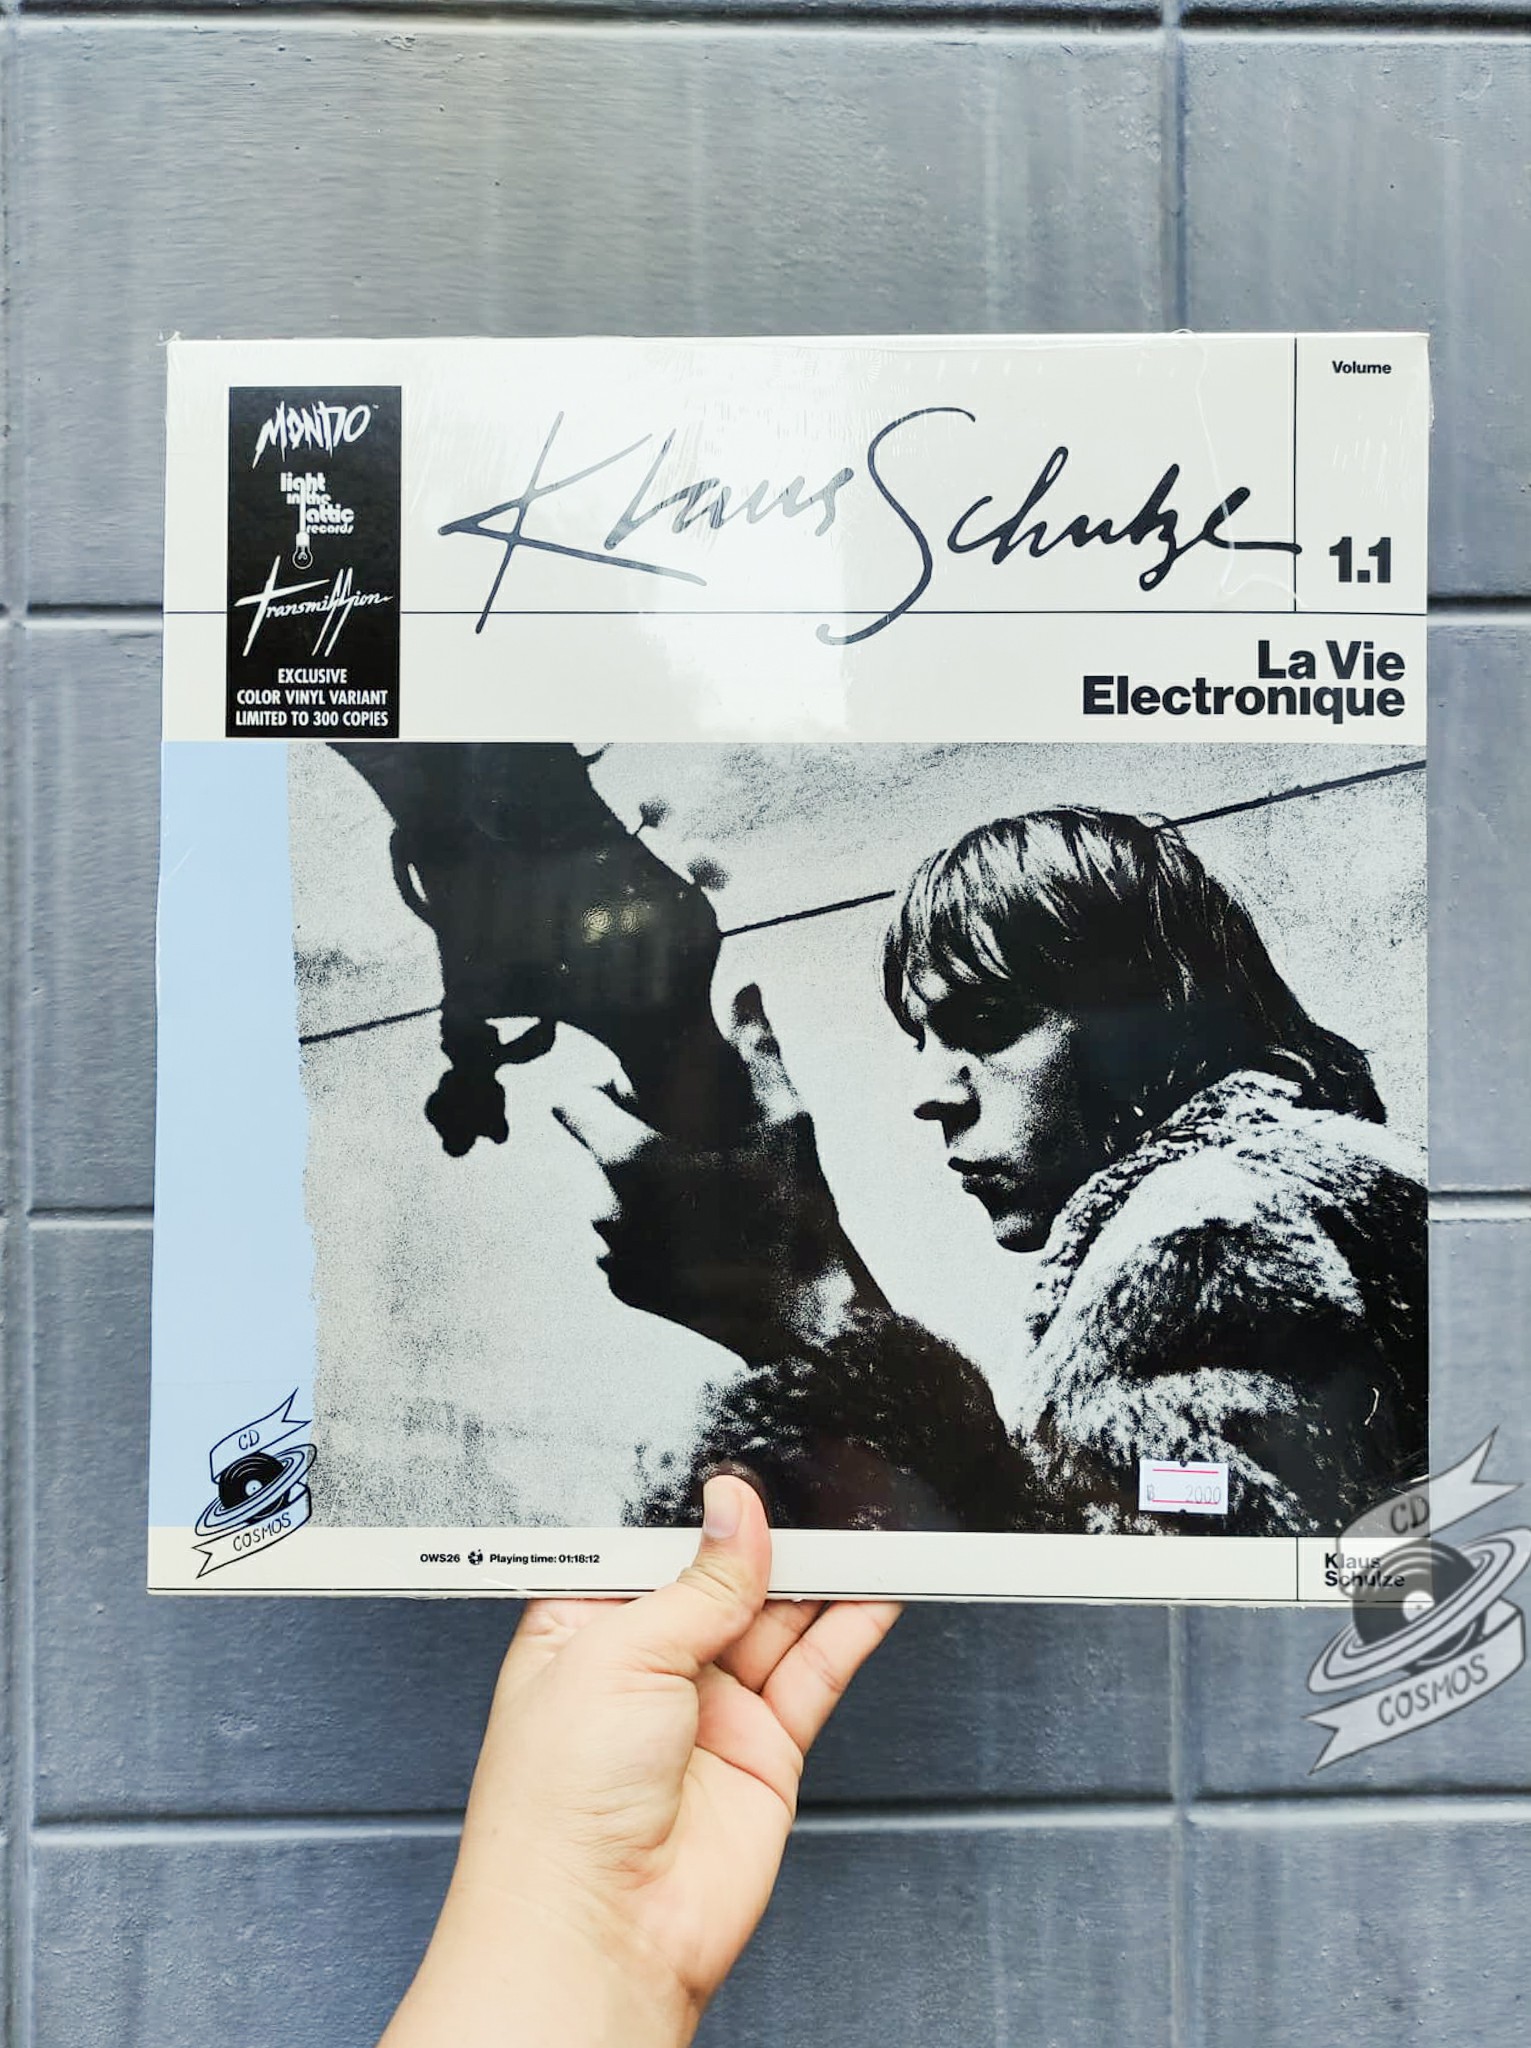 Volume
MONDO
light
in the
attic
records
Klaus Schulze
1.1
Transmission
EXCLUSIVE
COLOR VINYL VARIANT
LIMITED TO 300 COPIES
La Vie
Electronique
CD
COSMOS
฿ 2000
OWS26 Playing time: 01:18:12
Klaus
Schulze
CD
COSMOS